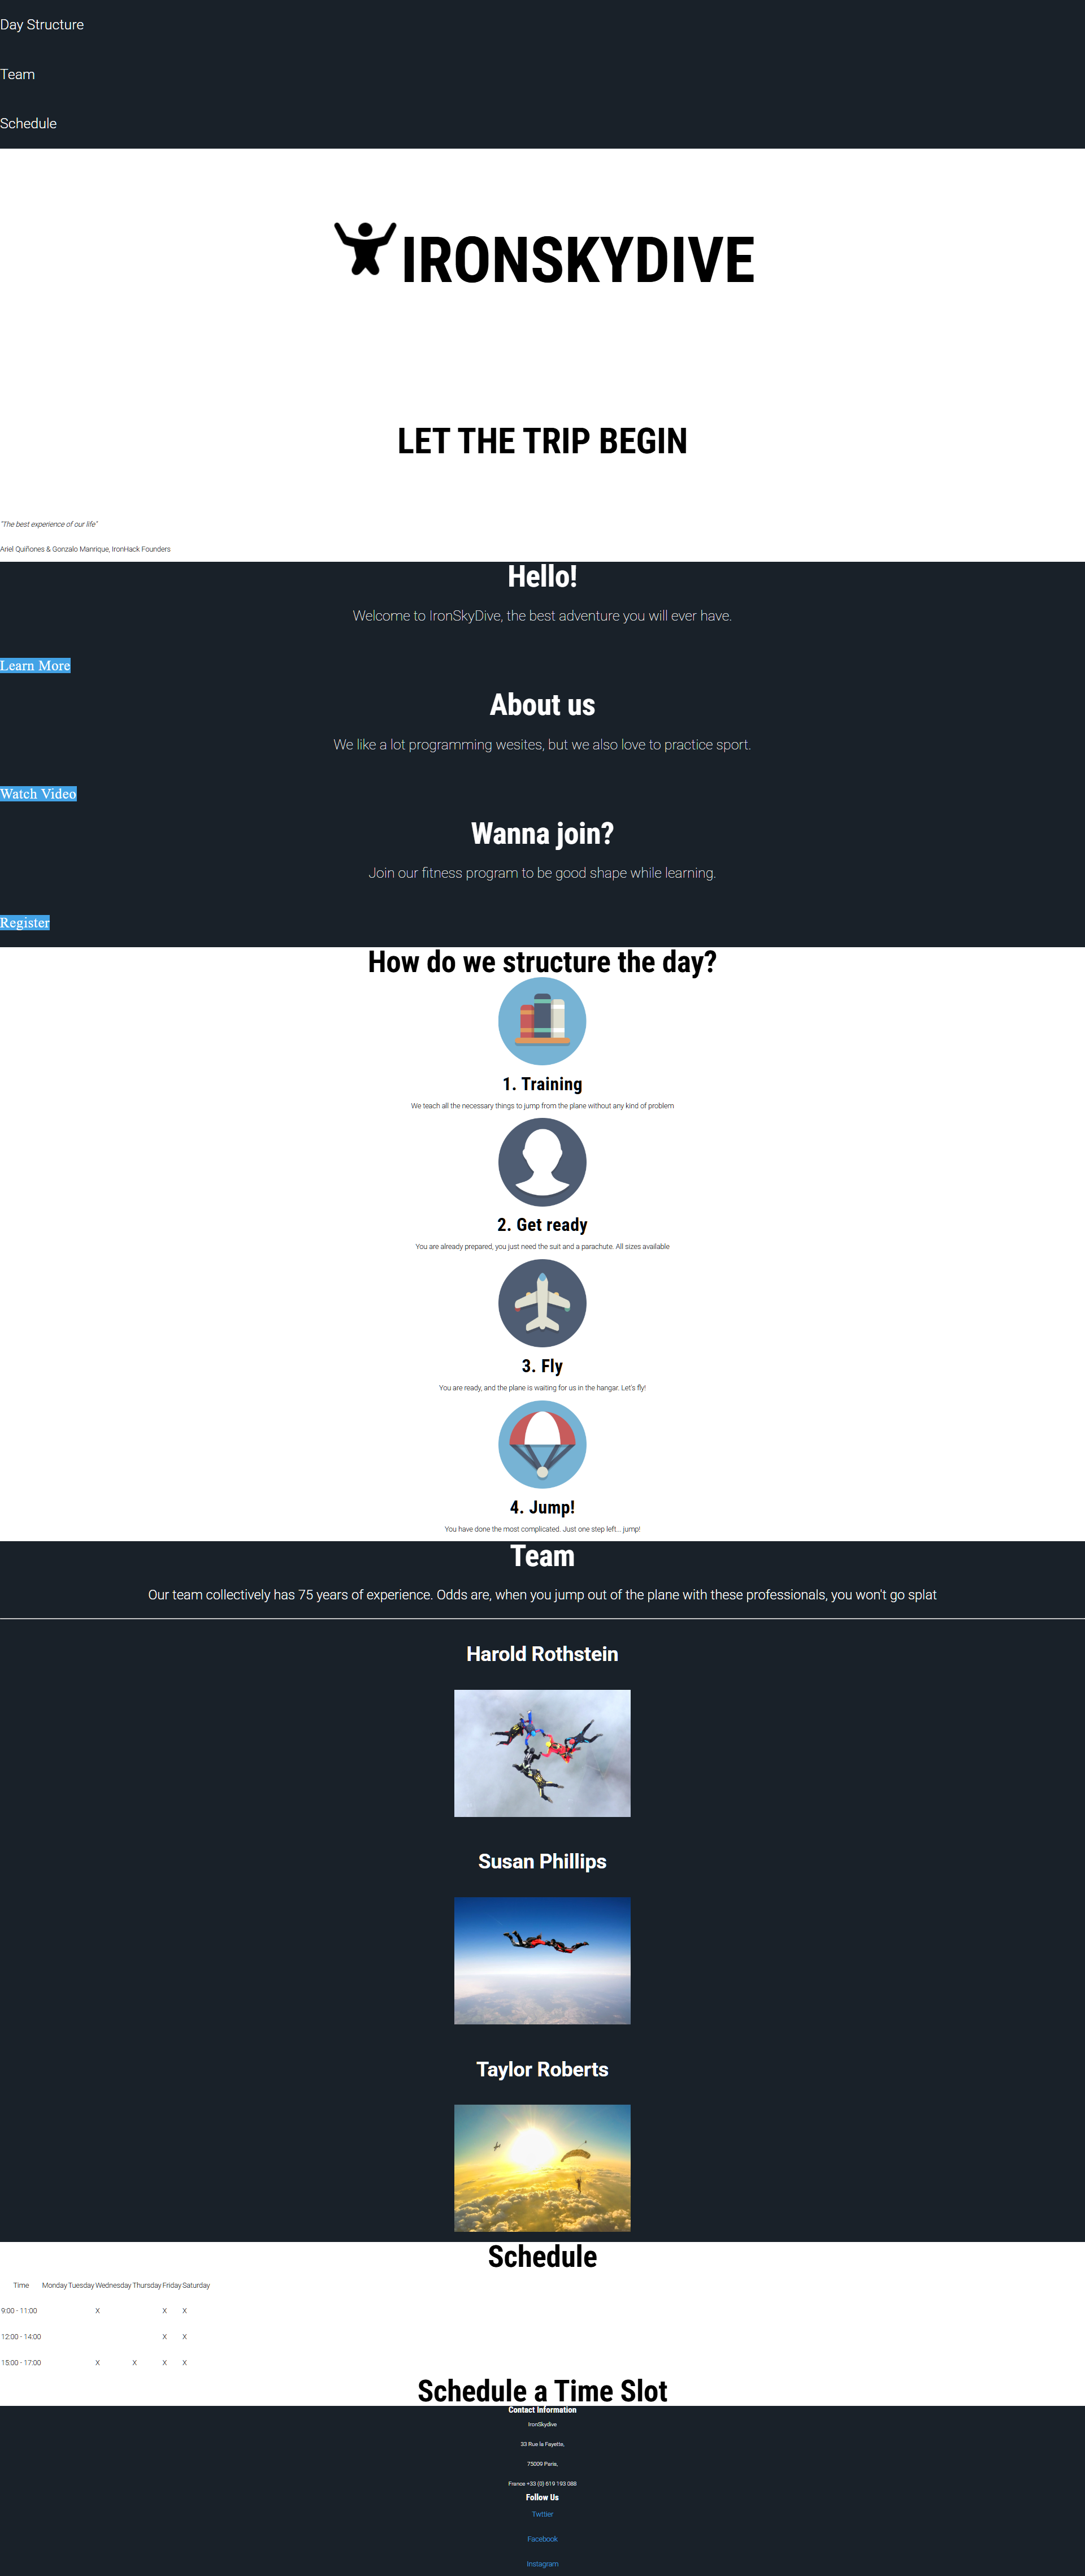 Day Structure
Team
Schedule
IRONSKYDIVE
LET THE TRIP BEGIN
"The best experience of our life"
Ariel Quiñones & Gonzalo Manrique, IronHack Founders
Hello!
Welcome to IronSkyDive, the best adventure you will ever have.
Learn More
About us
We like a lot programming wesites, but we also love to practice sport.
Watch Video
Wanna join?
Join our fitness program to be good shape while learning.
Register
How do we structure the day?
1. Training
We teach all the necessary things to jump from the plane without any kind of problem
2. Get ready
You are already prepared, you just need the suit and a parachute. All sizes available
3. Fly
You are ready, and the plane is waiting for us in the hangar. Let's fly!
4. Jump!
You have done the most complicated. Just one step left... jump!
Team
Our team collectively has 75 years of experience. Odds are, when you jump out of the plane with these professionals, you won't go splat
Harold Rothstein
Susan Phillips
Taylor Roberts
Schedule
Time Monday Tuesday Wednesday Thursday Friday Saturday
9:00 - 11:00 X X X
12:00 - 14:00 X X
15:00 - 17:00 X X X X
Schedule a Time Slot
Contact Information
IronSkydive
33 Rue la Fayette,
75009 Paris,
France +33 (0) 619 193 088
Follow Us
Twttier
Facebook
Instagram